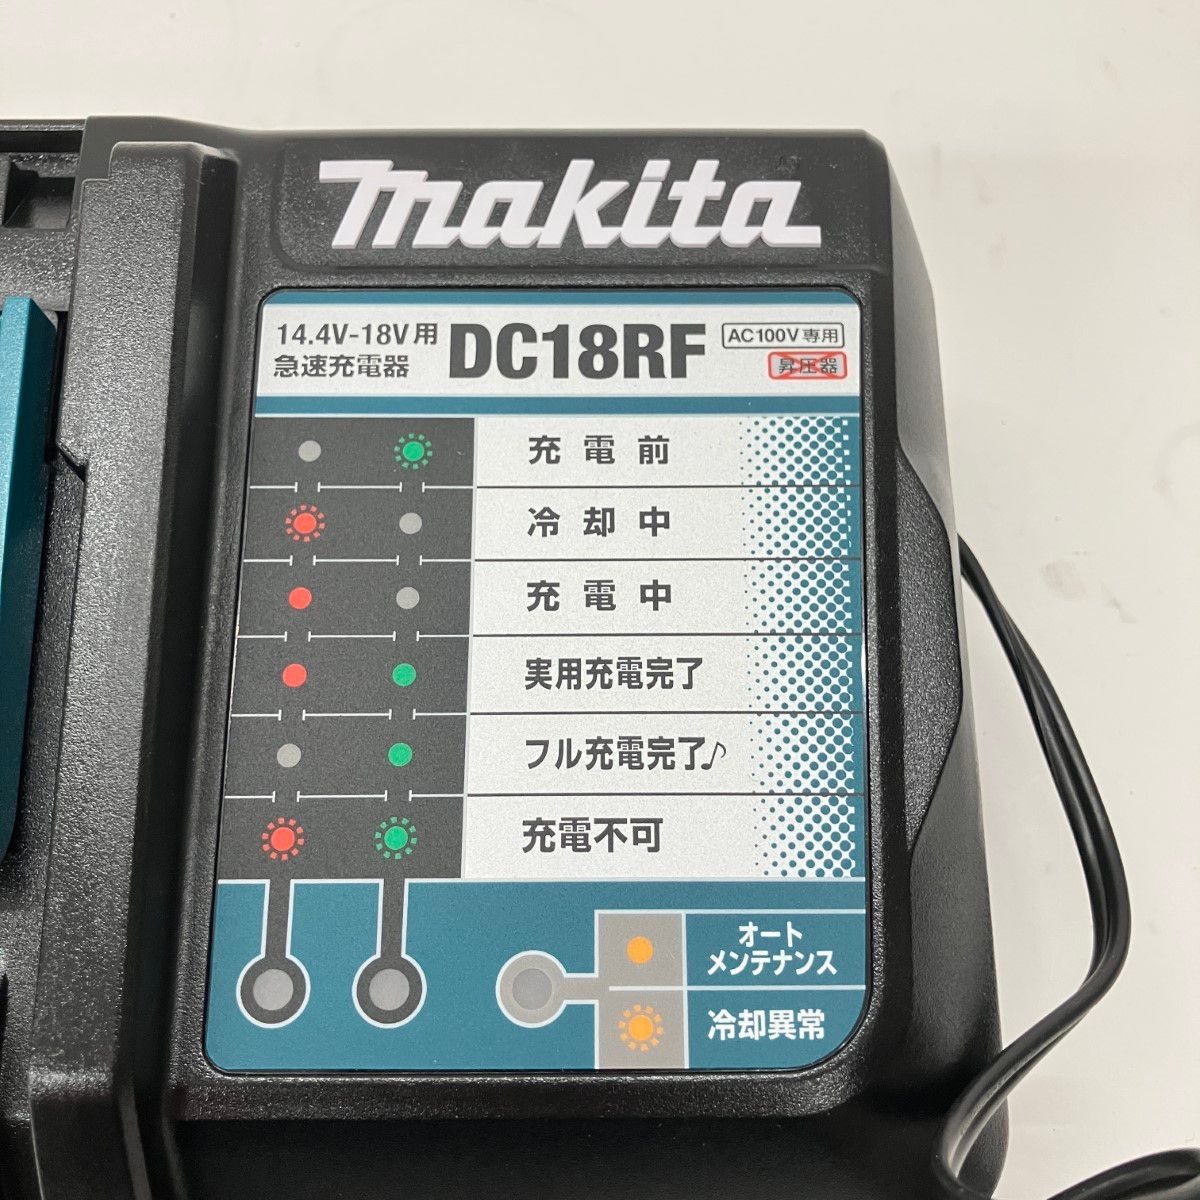 makita
14.4V-18V用
急速充電器
DC18RF
AC100V専用
昇圧器
充電前
冷却中
充電中
実用充電完了
フル充電完了♪
充電不可
オート
メンテナンス
冷却異常